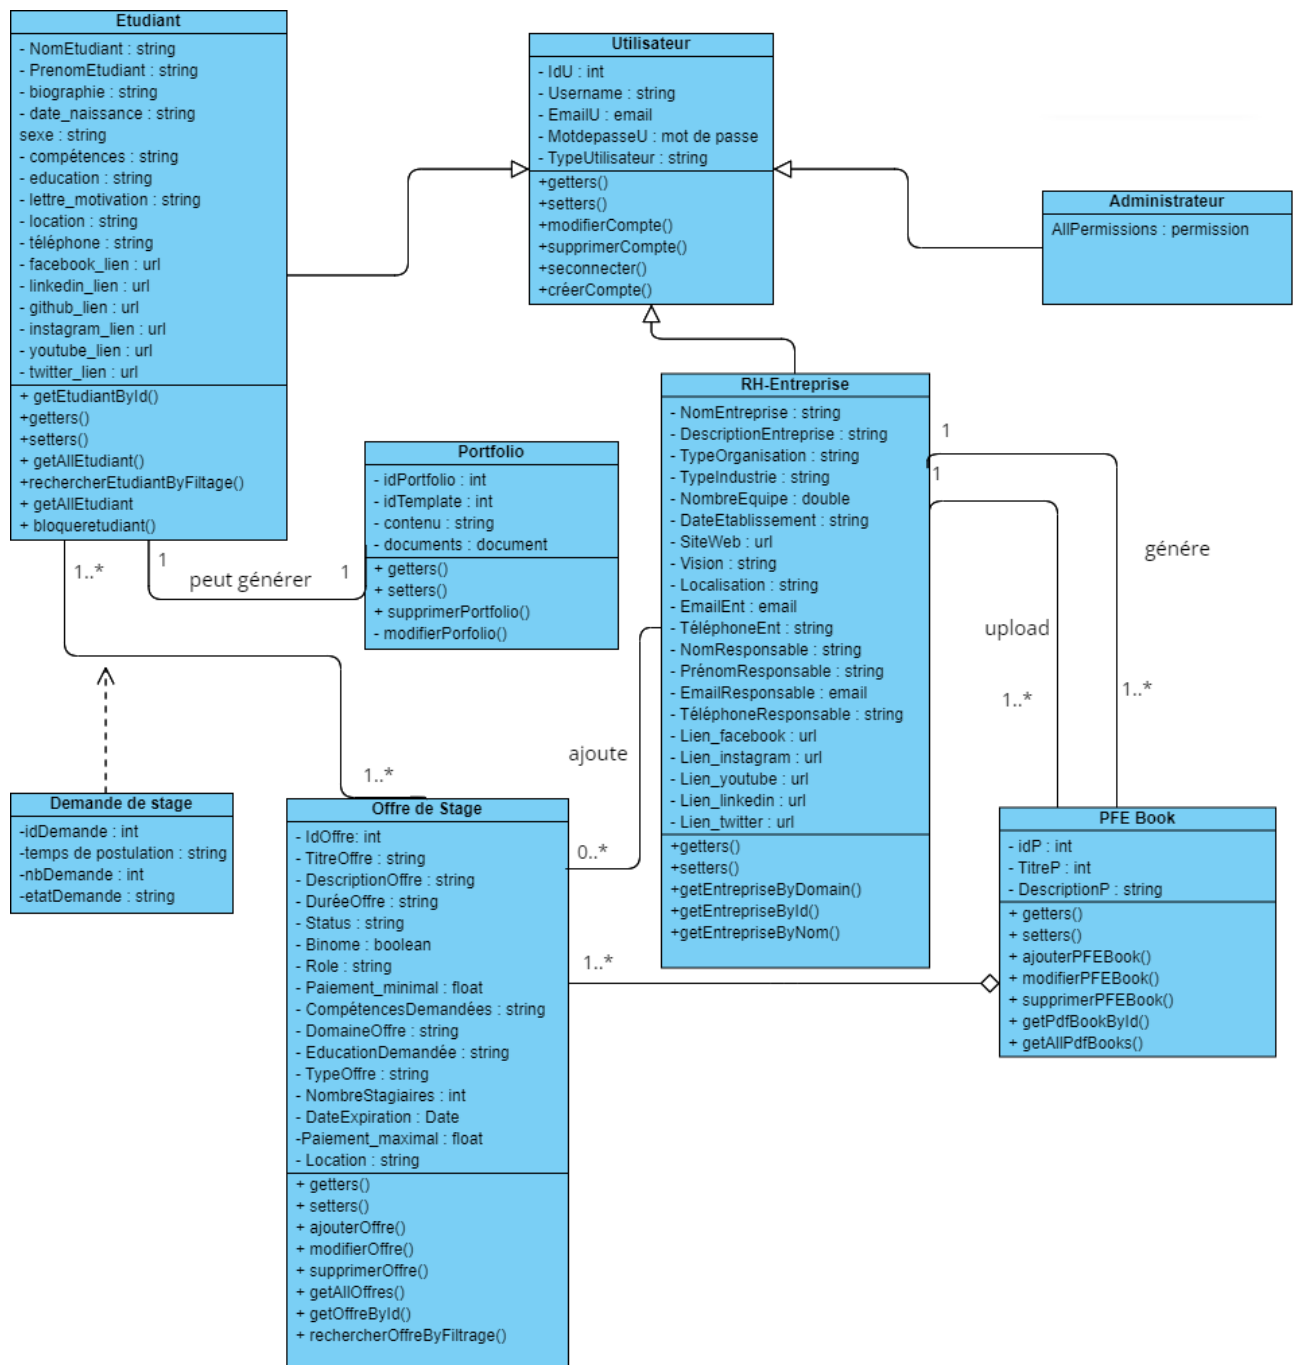 Etudiant
- NomEtudiant : string
- PrenomEtudiant : string
- biographie : string
- date_naissance : string
sexe : string
- compétences : string
- education : string
- lettre_motivation : string
- location : string
- téléphone : string
- facebook_lien : url
- linkedin_lien : url
- github_lien : url
- instagram_lien : url
- youtube_lien : url
- twitter_lien : url
+ getEtudiantById()
+getters()
+setters()
+ getAllEtudiant()
+rechercherEtudiantByFiltage()
+ getAllEtudiant
+ bloqueretudiant()
Utilisateur
- IdU : int
- Username : string
- EmailU : email
- MotdepasseU : mot de passe
- TypeUtilisateur : string
+getters()
+setters()
+modifierCompte()
+supprimerCompte()
+seconnecter()
+créerCompte()
Administrateur
AllPermissions : permission
RH-Entreprise
- NomEntreprise : string
- DescriptionEntreprise : string
- TypeOrganisation : string
- TypeIndustrie : string
- NombreEquipe : double
- DateEtablissement : string
- SiteWeb : url
- Vision : string
- Localisation : string
- EmailEnt : email
- TéléphoneEnt : string
- NomResponsable : string
- PrénomResponsable : string
- EmailResponsable : email
- TéléphoneResponsable : string
- Lien_facebook : url
- Lien_instagram : url
- Lien_youtube : url
- Lien_linkedin : url
- Lien_twitter : url
+getters()
+setters()
+getEntrepriseByDomain()
+getEntrepriseById()
+getEntrepriseByNom()
Portfolio
- idPortfolio : int
- idTemplate : int
- contenu : string
- documents : document
+ getters()
+ setters()
+ supprimerPortfolio()
- modifierPorfolio()
1..*
1
peut générer
1
1
1
génére
upload
1..*
1..*
ajoute
0..*
1..*
1..*
Demande de stage
-idDemande : int
-temps de postulation : string
-nbDemande : int
-etatDemande : string
Offre de Stage
- IdOffre: int
- TitreOffre : string
- DescriptionOffre : string
- DuréeOffre : string
- Status : string
- Binome : boolean
- Role : string
- Paiement_minimal : float
- CompétencesDemandées : string
- DomaineOffre : string
- EducationDemandée : string
- TypeOffre : string
- NombreStagiaires : int
- DateExpiration : Date
-Paiement_maximal : float
- Location : string
+ getters()
+ setters()
+ ajouterOffre()
+ modifierOffre()
+ supprimerOffre()
+ getAllOffres()
+ getOffreById()
+ rechercherOffreByFiltrage()
PFE Book
- idP : int
- TitreP : int
- DescriptionP : string
+ getters()
+ setters()
+ ajouterPFEBook()
+ modifierPFEBook()
+ supprimerPFEBook()
+ getPdfBookById()
+ getAllPdfBooks()